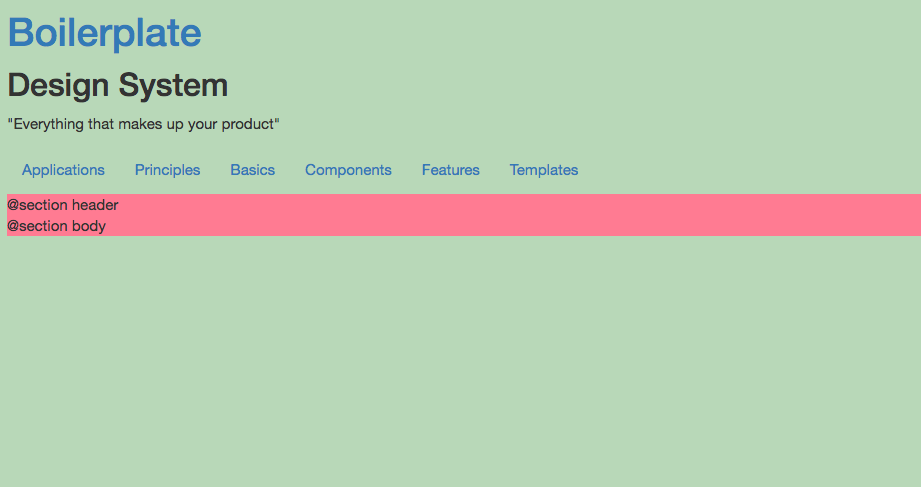 Boilerplate
Design System
"Everything that makes up your product"
Applications Principles Basics Components Features Templates
@section header
@section body